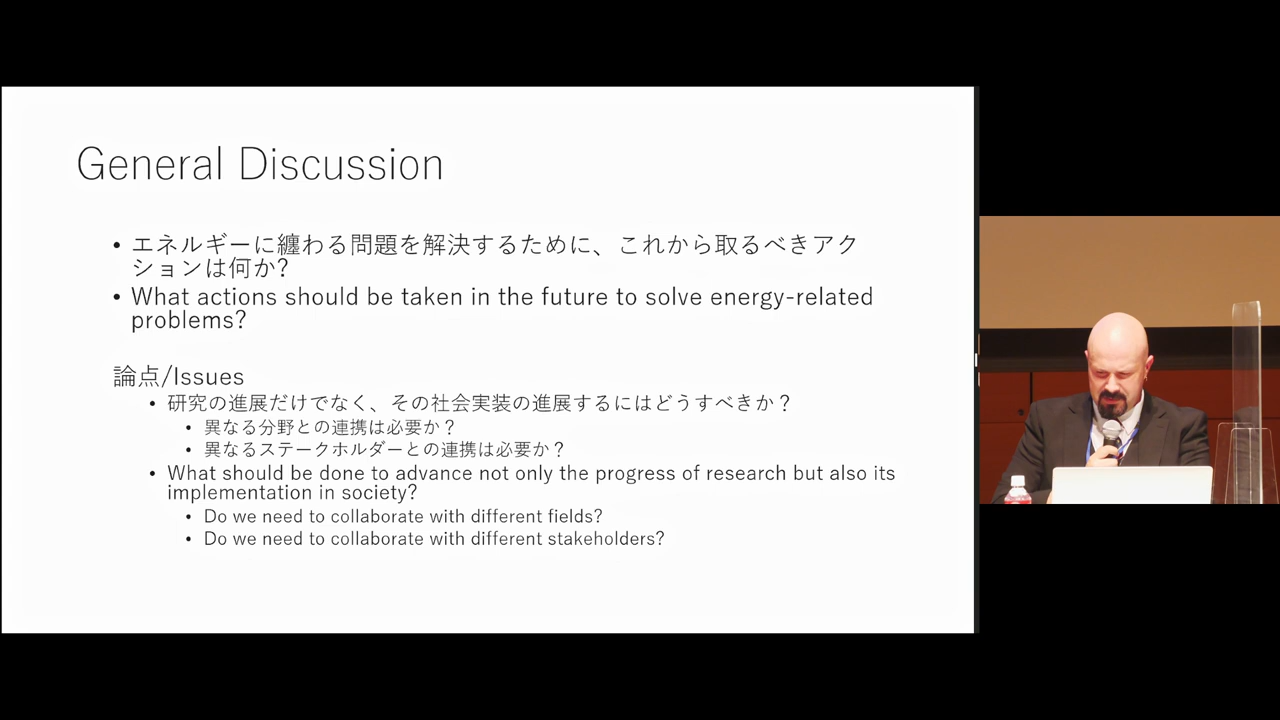 General Discussion
• エネルギーに纏わる問題を解決するために、これから取るべきアク
ションは何か?
• What actions should be taken in the future to solve energy-related
problems?
論点/Issues
• 研究の進展だけでなく、その社会実装の進展するにはどうすべきか？
• 異なる分野との連携は必要か？
• 異なるステークホルダーとの連携は必要か？
• What should be done to advance not only the progress of research but also its
implementation in society?
• Do we need to collaborate with different fields?
• Do we need to collaborate with different stakeholders?